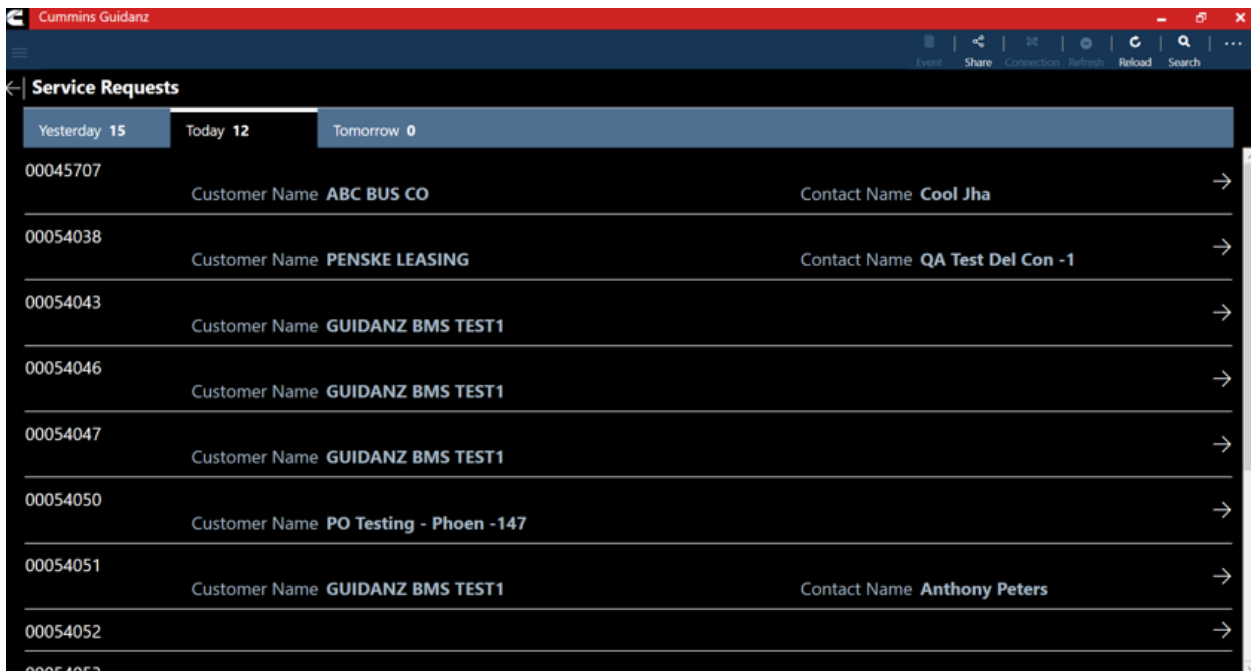 Cummins Guidanz
Event Share Connection Refresh Reload Search
Service Requests
Yesterday 15 Today 12 Tomorrow 0
00045707
Customer Name ABC BUS CO Contact Name Cool Jha
00054038
Customer Name PENSKE LEASING Contact Name QA Test Del Con -1
00054043
Customer Name GUIDANZ BMS TEST1
00054046
Customer Name GUIDANZ BMS TEST1
00054047
Customer Name GUIDANZ BMS TEST1
00054050
Customer Name PO Testing - Phoen -147
00054051
Customer Name GUIDANZ BMS TEST1 Contact Name Anthony Peters
00054052